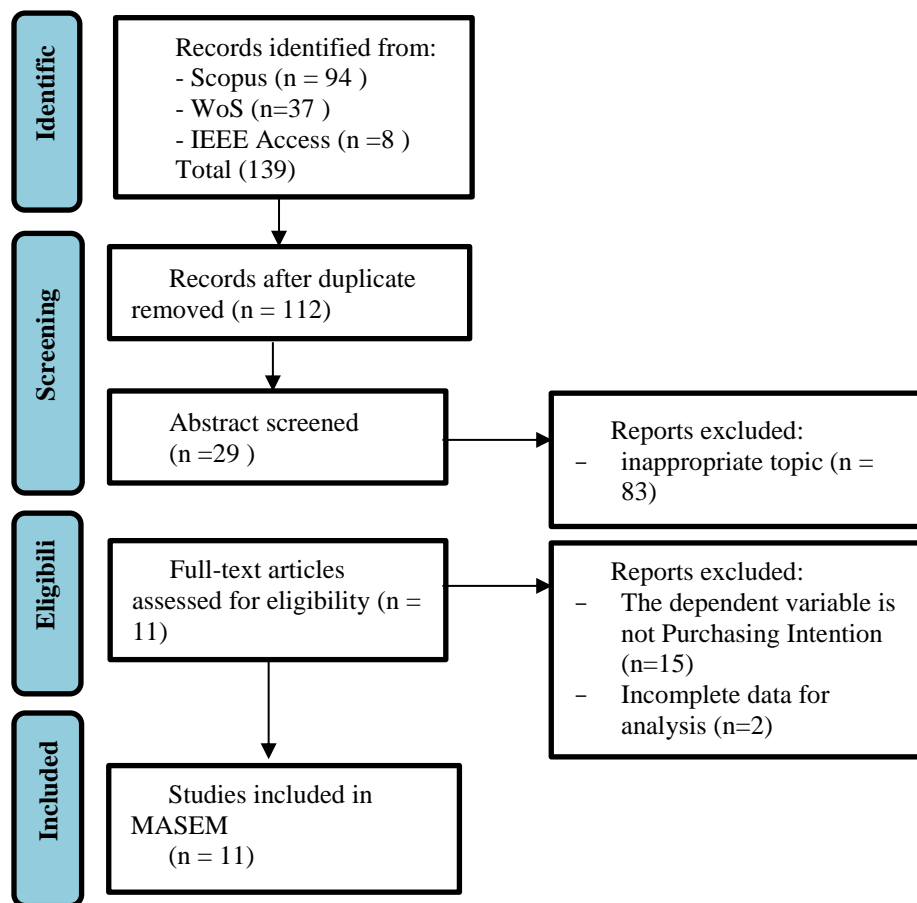 Identific
Records identified from:
- Scopus (n = 94 )
- WoS (n=37 )
- IEEE Access (n =8 )
Total (139)
Screening
Records after duplicate
removed (n = 112)
Abstract screened
(n =29 )
Reports excluded:
- inappropriate topic (n =
83)
Eligibili
Full-text articles
assessed for eligibility (n =
11)
Reports excluded:
- The dependent variable is
not Purchasing Intention
(n=15)
- Incomplete data for
analysis (n=2)
Included
Studies included in
MASEM
(n = 11)